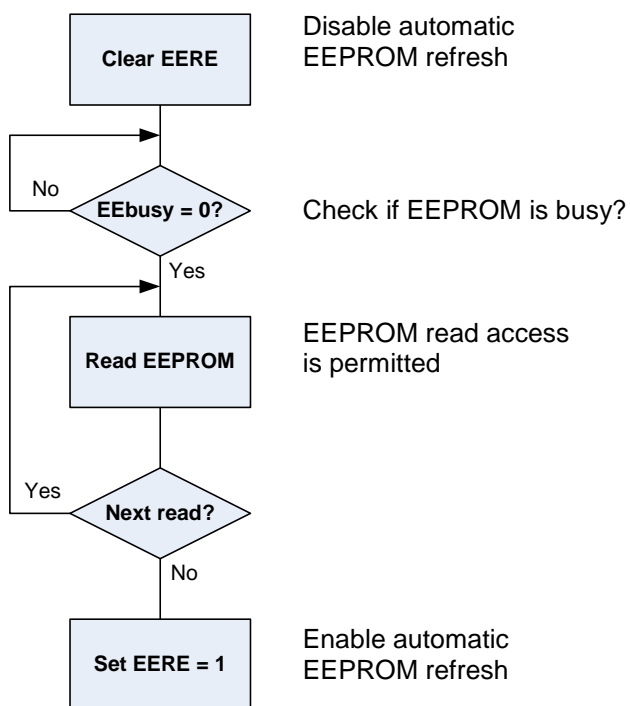 Clear EERE
Disable automatic
EEPROM refresh
No
EEbusy = 0?
Check if EEPROM is busy?
Yes
Read EEPROM
EEPROM read access
is permitted
Yes
Next read?
No
Set EERE = 1
Enable automatic
EEPROM refresh